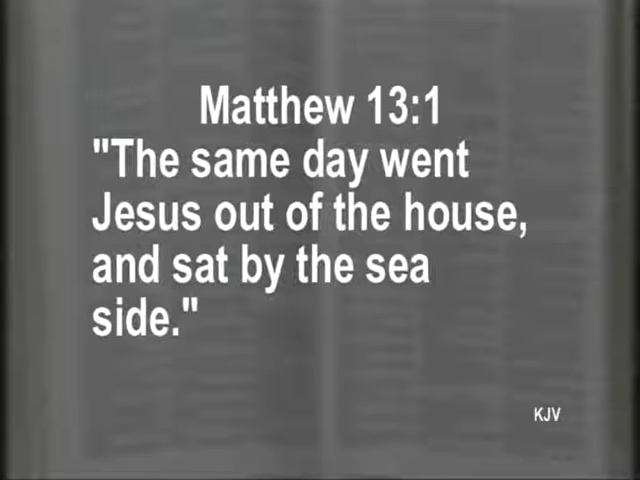 Matthew 13:1
"The same day went
Jesus out of the house,
and sat by the sea
side."
KJV